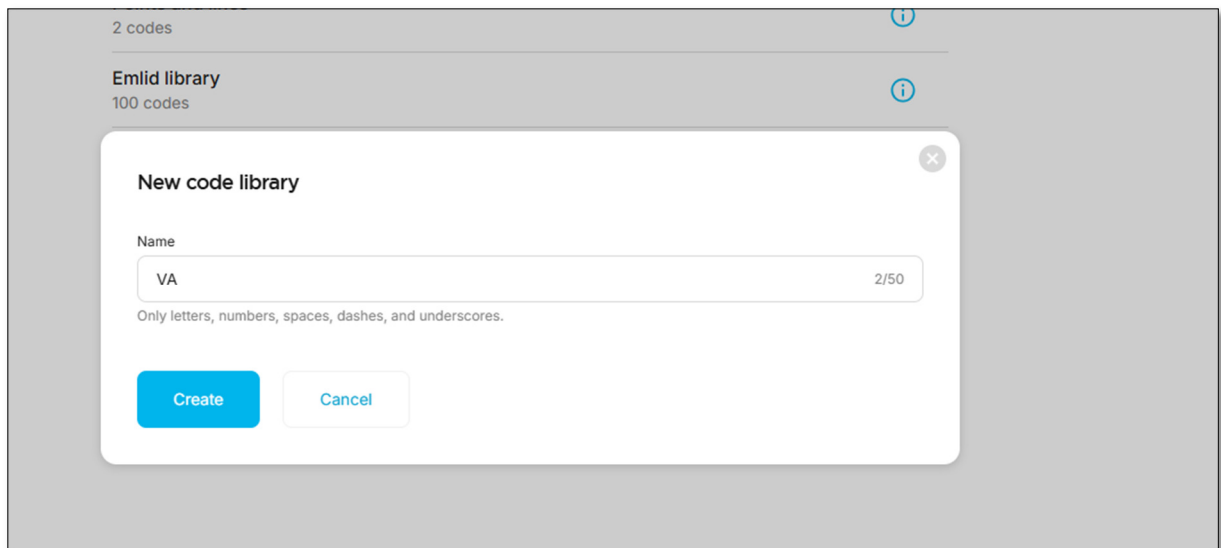 2 codes
Emlid library
100 codes
New code library
Name
VA 2/50
Only letters, numbers, spaces, dashes, and underscores.
Create Cancel